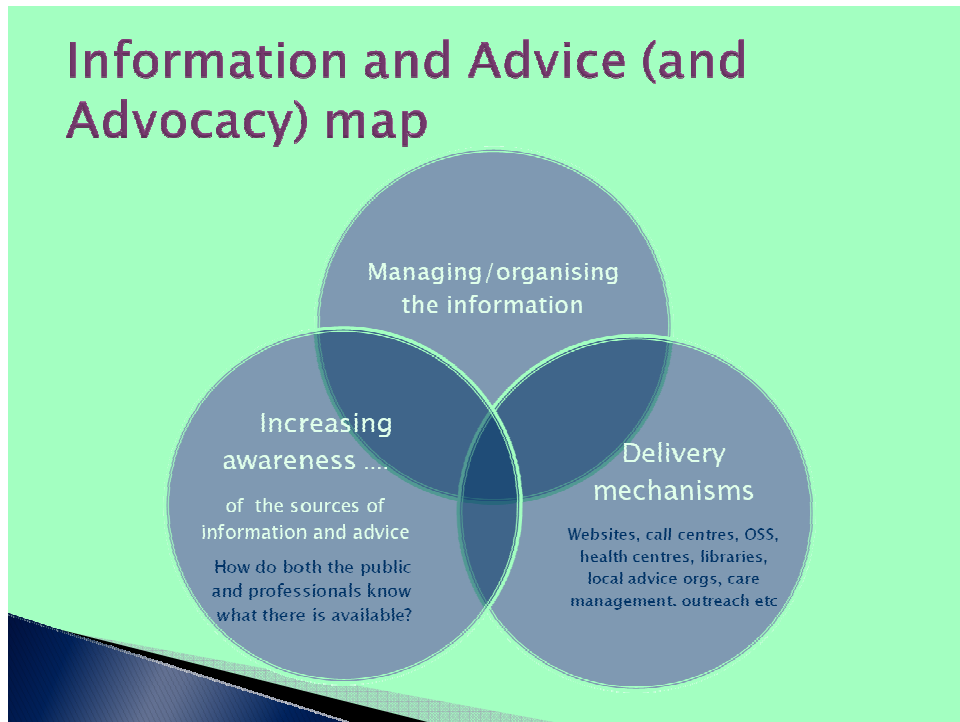 Information and Advice (and
Advocacy) map
Managing/organising
the information
Increasing
awareness ....
of the sources of
information and advice
How do both the public
and professionals know
what there is available?
Delivery
mechanisms
Websites, call centres, OSS,
health centres, libraries,
local advice orgs, care
management. outreach etc